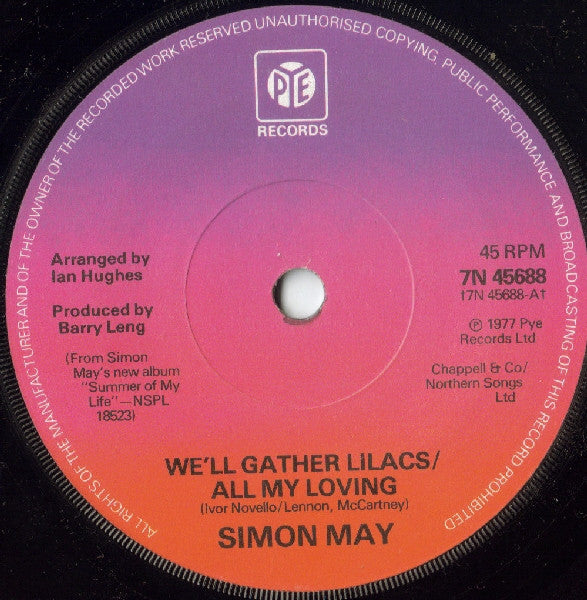 ALL RIGHTS OF THE MANUFACTURER AND OF THE OWNER OF THE RECORDED WORK RESERVED UNAUTHORISED COPYING, PUBLIC PERFORMANCE AND BROADCASTING OF THIS RECORD PROHIBITED
PYE
RECORDS
Arranged by
Ian Hughes
Produced by
Barry Leng
(From Simon
May's new album
"Summer of My
Life"—NSPL
18523)
45 RPM
7N 45688
†7N 45688-A†
℗ 1977 Pye
Records Ltd
Chappell & Co/
Northern Songs
Ltd
WE'LL GATHER LILACS/
ALL MY LOVING
(Ivor Novello/Lennon, McCartney)
SIMON MAY